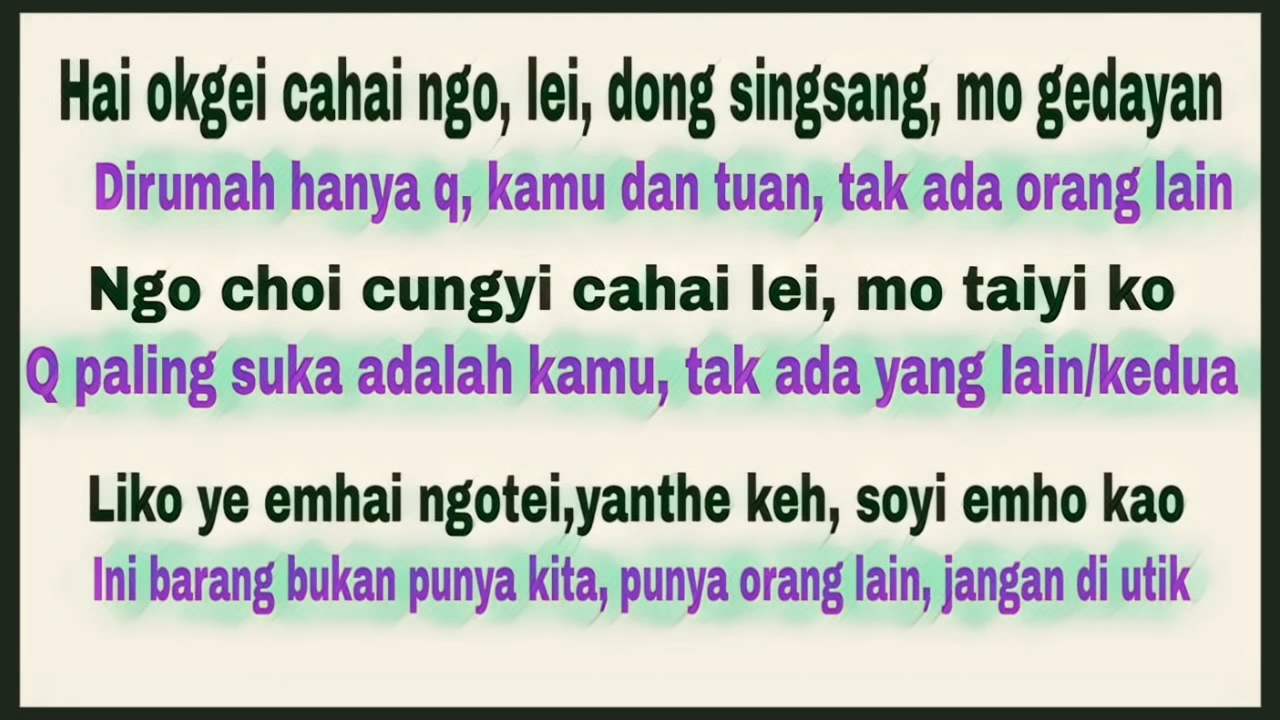 Hai okgei cahai ngo, lei, dong singsang, mo gedayan
Dirumah hanya q, kamu dan tuan, tak ada orang lain
Ngo choi cungyi cahai lei, mo taiyi ko
Q paling suka adalah kamu, tak ada yang lain/kedua
Liko ye emhai ngotei,yanthe keh, soyi emho kao
Ini barang bukan punya kita, punya orang lain, jangan di utik